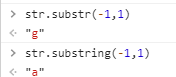 > str.substr(-1,1)
< "g"
> str.substring(-1,1)
< "a"